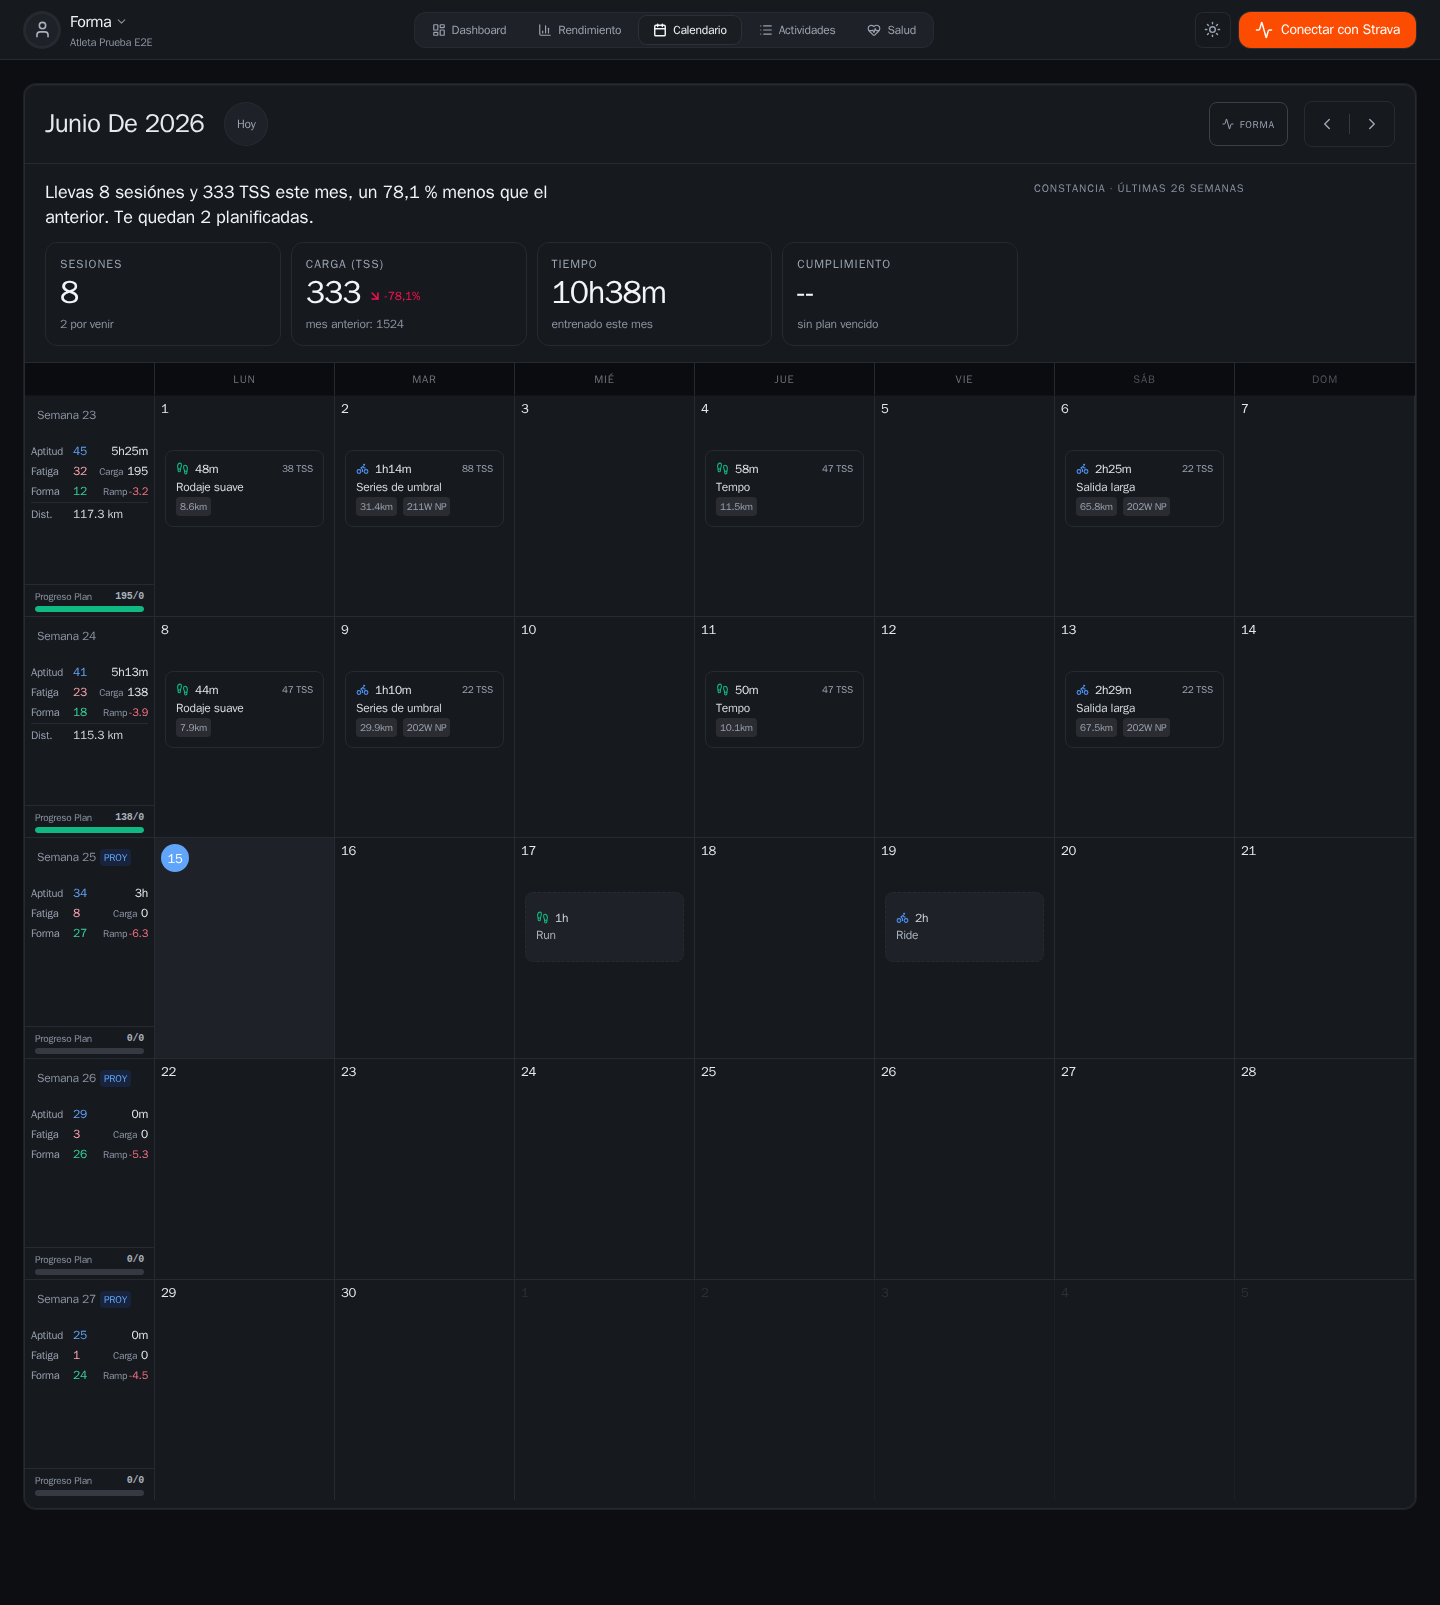 Forma
Atleta Prueba E2E
Dashboard
Rendimiento
Calendario
Actividades
Salud
Conectar con Strava
Junio De 2026
Hoy
FORMA
Llevas 8 sesiónes y 333 TSS este mes, un 78,1 % menos que el
anterior. Te quedan 2 planificadas.
CONSTANCIA · ÚLTIMAS 26 SEMANAS
SESIONES
8
2 por venir
CARGA (TSS)
333 -78,1%
mes anterior: 1524
TIEMPO
10h38m
entrenado este mes
CUMPLIMIENTO
--
sin plan vencido
LUN MAR MIÉ JUE VIE SÁB DOM
Semana 23
Aptitud 45 5h25m
Fatiga 32 Carga 195
Forma 12 Ramp -3.2
Dist. 117.3 km
Progreso Plan 195/0
1
48m 38 TSS
Rodaje suave
8.6km
2
1h14m 88 TSS
Series de umbral
31.4km 211W NP
3
4
58m 47 TSS
Tempo
11.5km
5
6
2h25m 22 TSS
Salida larga
65.8km 202W NP
7
Semana 24
Aptitud 41 5h13m
Fatiga 23 Carga 138
Forma 18 Ramp -3.9
Dist. 115.3 km
Progreso Plan 138/0
8
44m 47 TSS
Rodaje suave
7.9km
9
1h10m 22 TSS
Series de umbral
29.9km 202W NP
10
11
50m 47 TSS
Tempo
10.1km
12
13
2h29m 22 TSS
Salida larga
67.5km 202W NP
14
Semana 25 PROY
Aptitud 34 3h
Fatiga 8 Carga 0
Forma 27 Ramp -6.3
Progreso Plan 0/0
15
16
17
1h
Run
18
19
2h
Ride
20
21
Semana 26 PROY
Aptitud 29 0m
Fatiga 3 Carga 0
Forma 26 Ramp -5.3
Progreso Plan 0/0
22
23
24
25
26
27
28
Semana 27 PROY
Aptitud 25 0m
Fatiga 1 Carga 0
Forma 24 Ramp -4.5
Progreso Plan 0/0
29
30
1
2
3
4
5